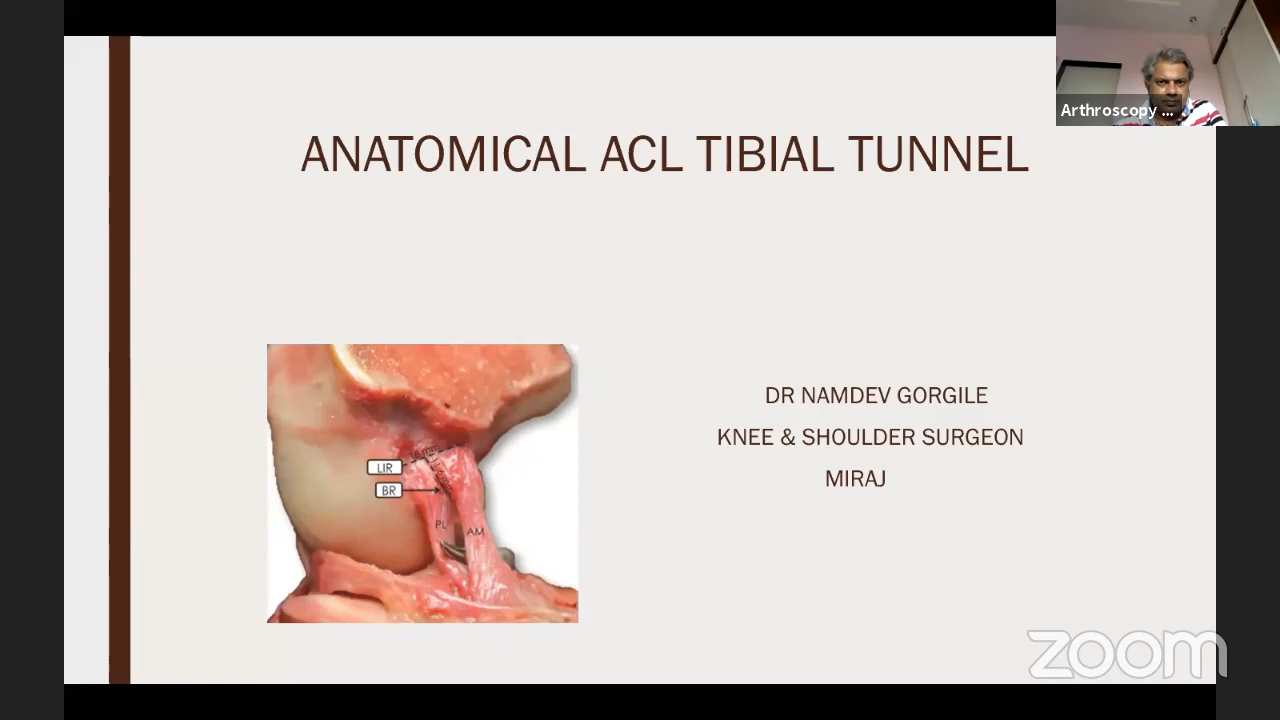 Arthroscopy ...
ANATOMICAL ACL TIBIAL TUNNEL
DR NAMDEV GORGILE
KNEE & SHOULDER SURGEON
MIRAJ
LIR
BR
PL
AM
zoom